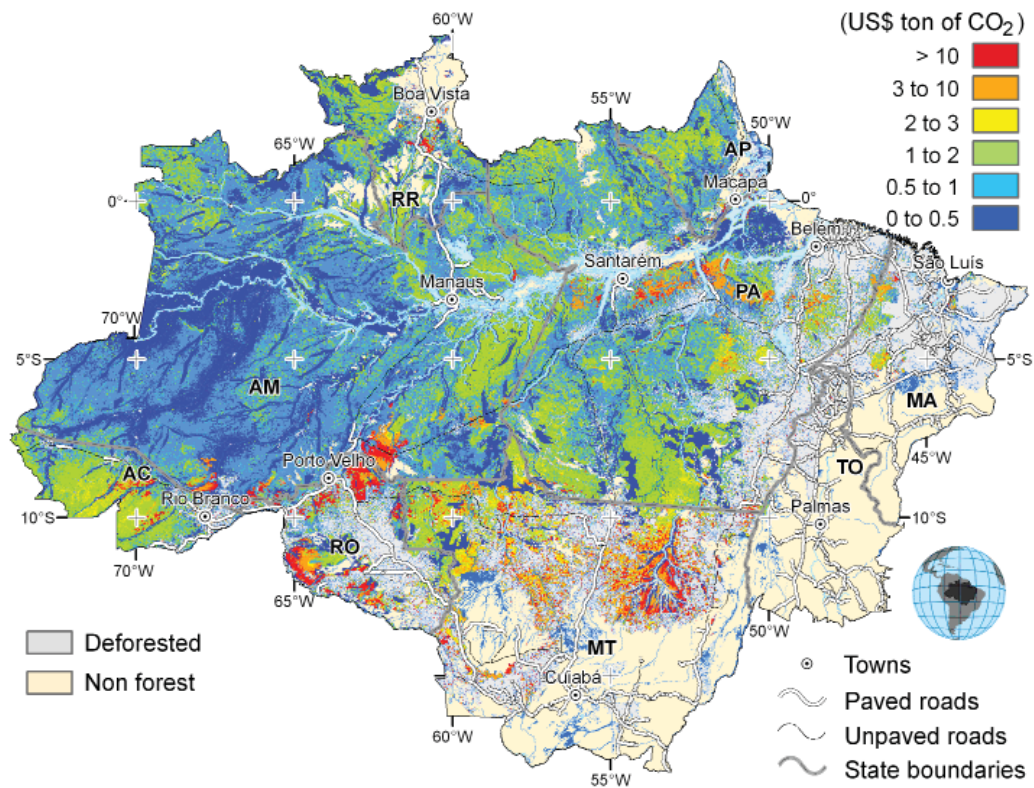 60°W
(US$ ton of CO2)
> 10
3 to 10
2 to 3
1 to 2
0.5 to 1
0 to 0.5
Boa Vista
55°W
50°W
65°W
AP
Macapá
0°
RR
0°
Belém
Santarém
São Luís
Manaus
PA
70°W
5°S
5°S
AM
MA
45°W
AC
Porto Velho
TO
Rio Branco
10°S
Palmas
10°S
RO
70°W
65°W
50°W
Deforested
MT
Towns
Non forest
Cuiabá
Paved roads
60°W
Unpaved roads
55°W
State boundaries